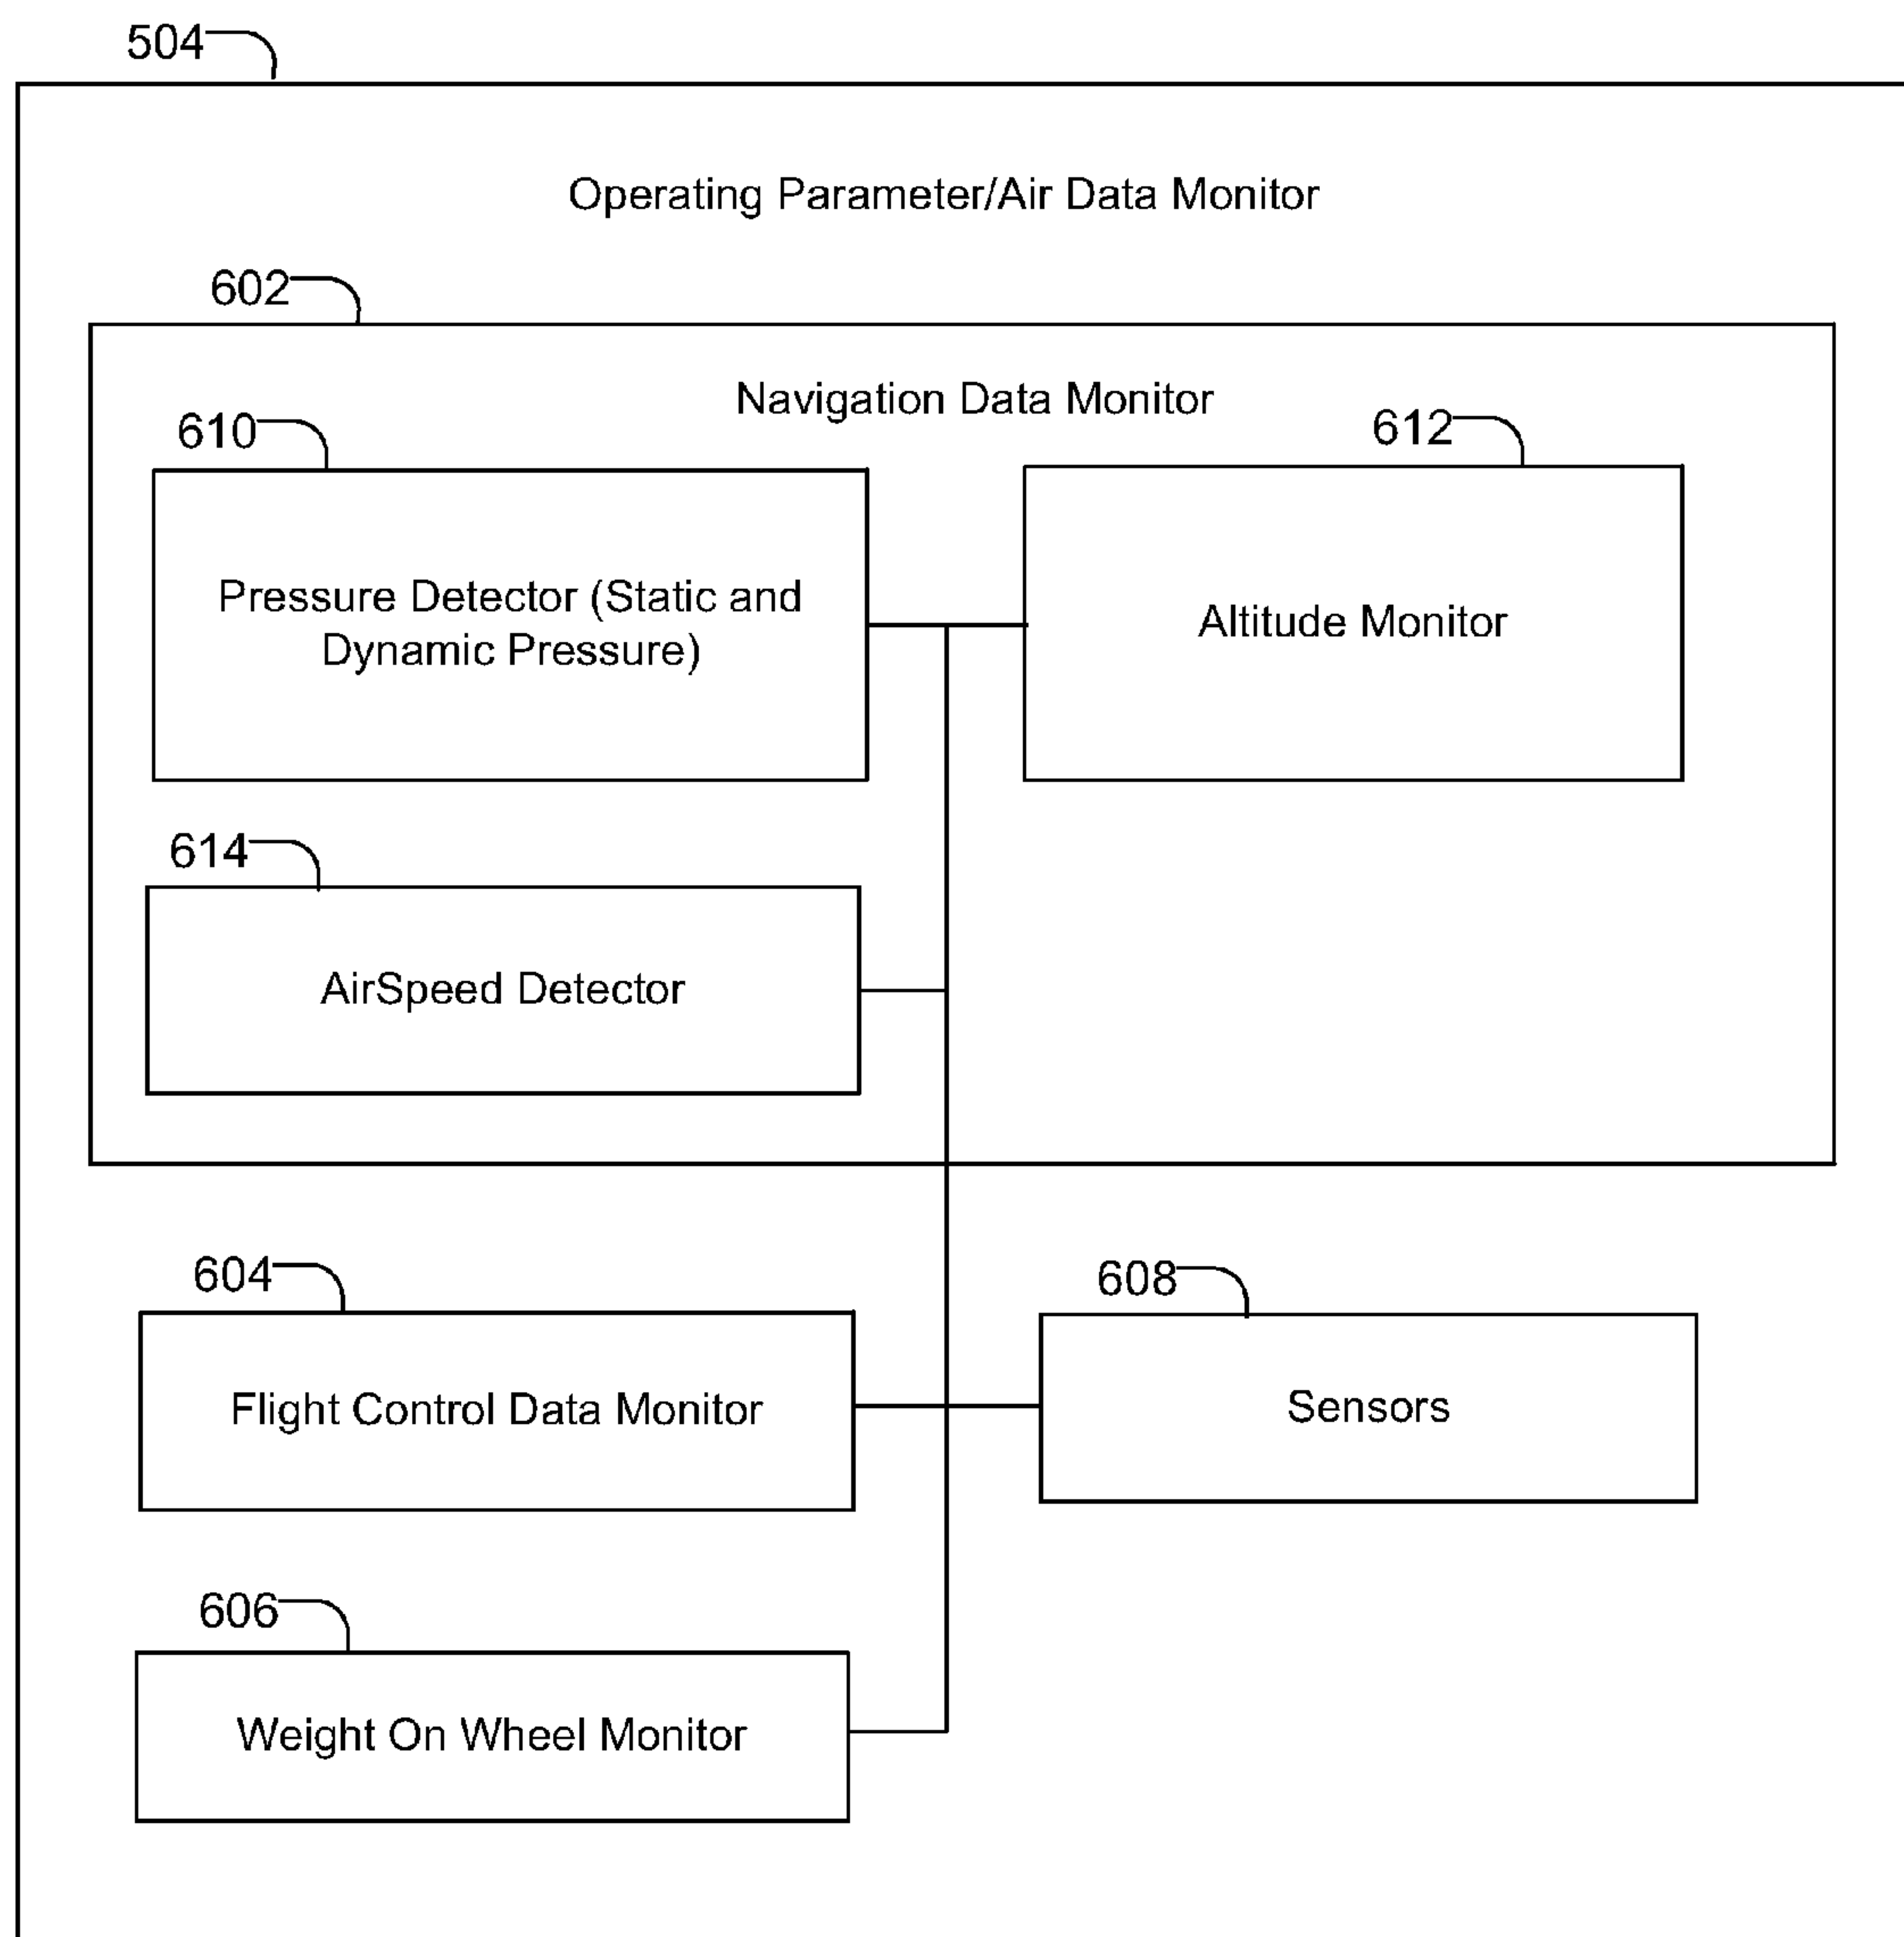 504
Operating Parameter/Air Data Monitor
602
Navigation Data Monitor
610
612
Pressure Detector (Static and
Dynamic Pressure)
Altitude Monitor
614
AirSpeed Detector
604
608
Flight Control Data Monitor
Sensors
606
Weight On Wheel Monitor